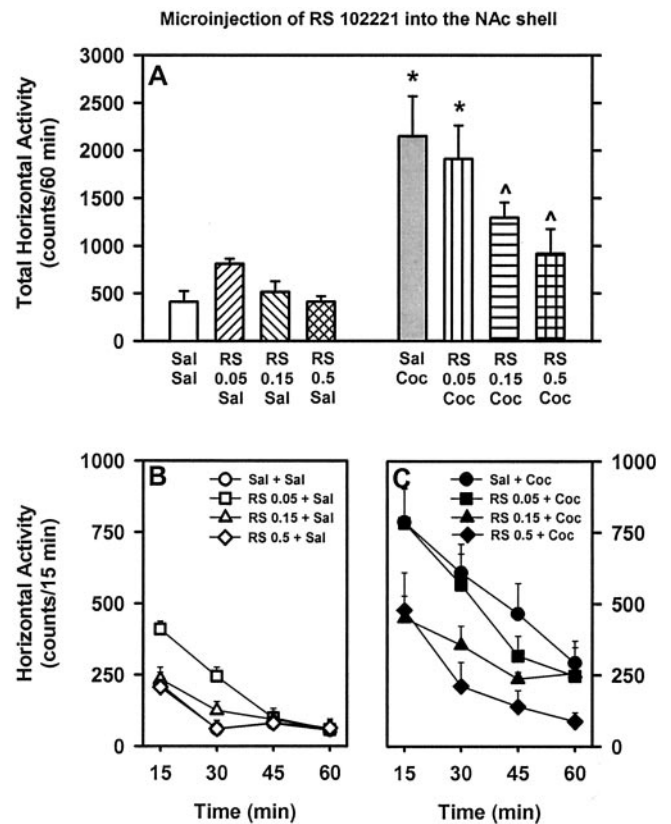 Microinjection of RS 102221 into the NAc shell
A
Total Horizontal Activity
(counts/60 min)
3000
2500
2000
1500
1000
500
0
*
*
^
^
Sal
Sal
RS
0.05
Sal
RS
0.15
Sal
RS
0.5
Sal
Sal
Coc
RS
0.05
Coc
RS
0.15
Coc
RS
0.5
Coc
Horizontal Activity
(counts/15 min)
1000
750
500
250
0
B
Sal + Sal
RS 0.05 + Sal
RS 0.15 + Sal
RS 0.5 + Sal
15 30 45 60
Time (min)
C
Sal + Coc
RS 0.05 + Coc
RS 0.15 + Coc
RS 0.5 + Coc
1000
750
500
250
0
15 30 45 60
Time (min)